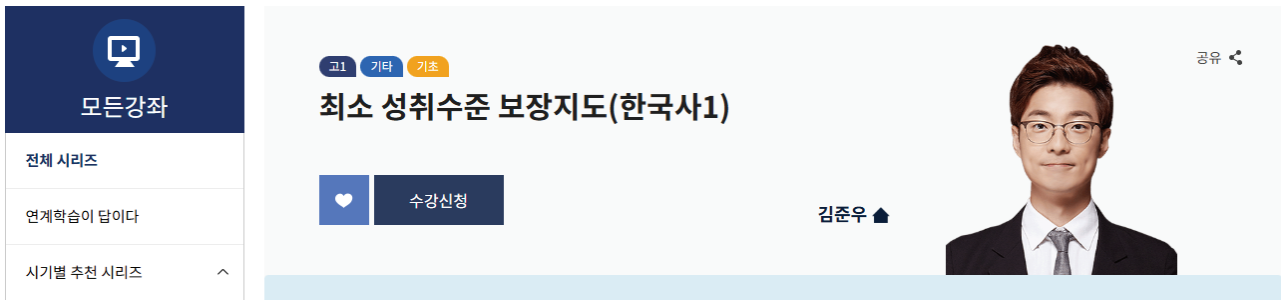 모든강좌
전체 시리즈
연계학습이 답이다
시기별 추천 시리즈
고1 기타 기초
최소 성취수준 보장지도(한국사1)
수강신청
김준우
공유